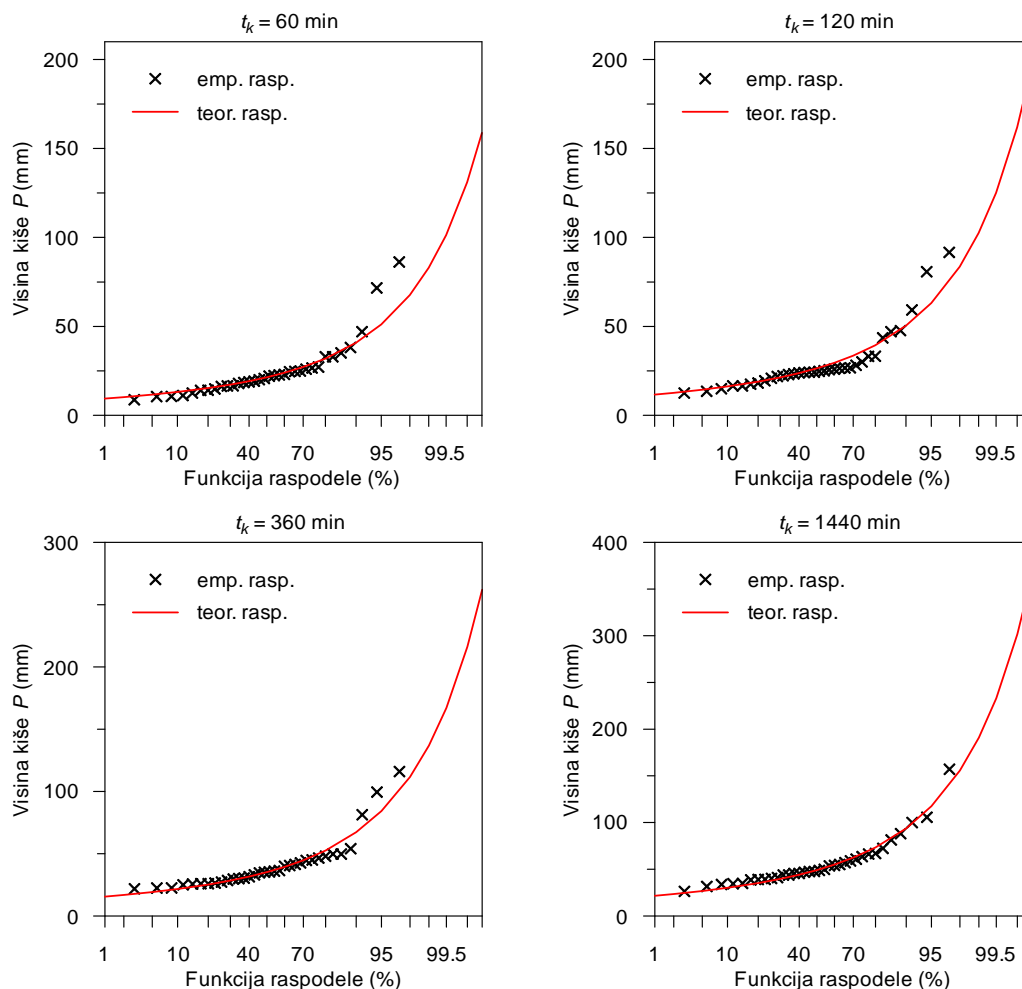 t_k = 60 min
200
150
100
50
0
Visina kiše P (mm)
emp. rasp.
teor. rasp.
1 10 40 70 95 99.5
Funkcija raspodele (%)
t_k = 120 min
200
150
100
50
0
Visina kiše P (mm)
emp. rasp.
teor. rasp.
1 10 40 70 95 99.5
Funkcija raspodele (%)
t_k = 360 min
300
200
100
0
Visina kiše P (mm)
emp. rasp.
teor. rasp.
1 10 40 70 95 99.5
Funkcija raspodele (%)
t_k = 1440 min
400
300
200
100
0
Visina kiše P (mm)
emp. rasp.
teor. rasp.
1 10 40 70 95 99.5
Funkcija raspodele (%)